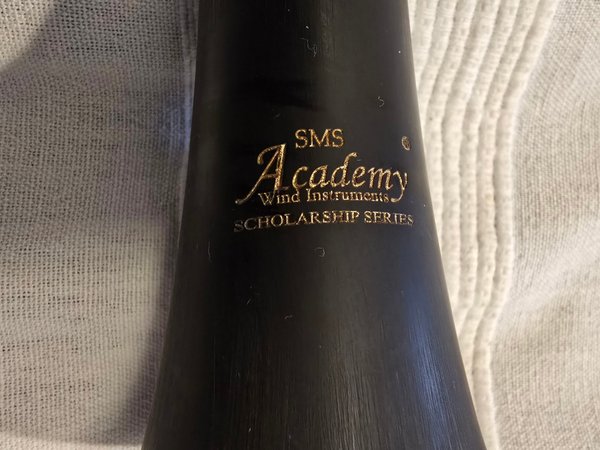 SMS
Academy ®
Wind Instruments
SCHOLARSHIP SERIES